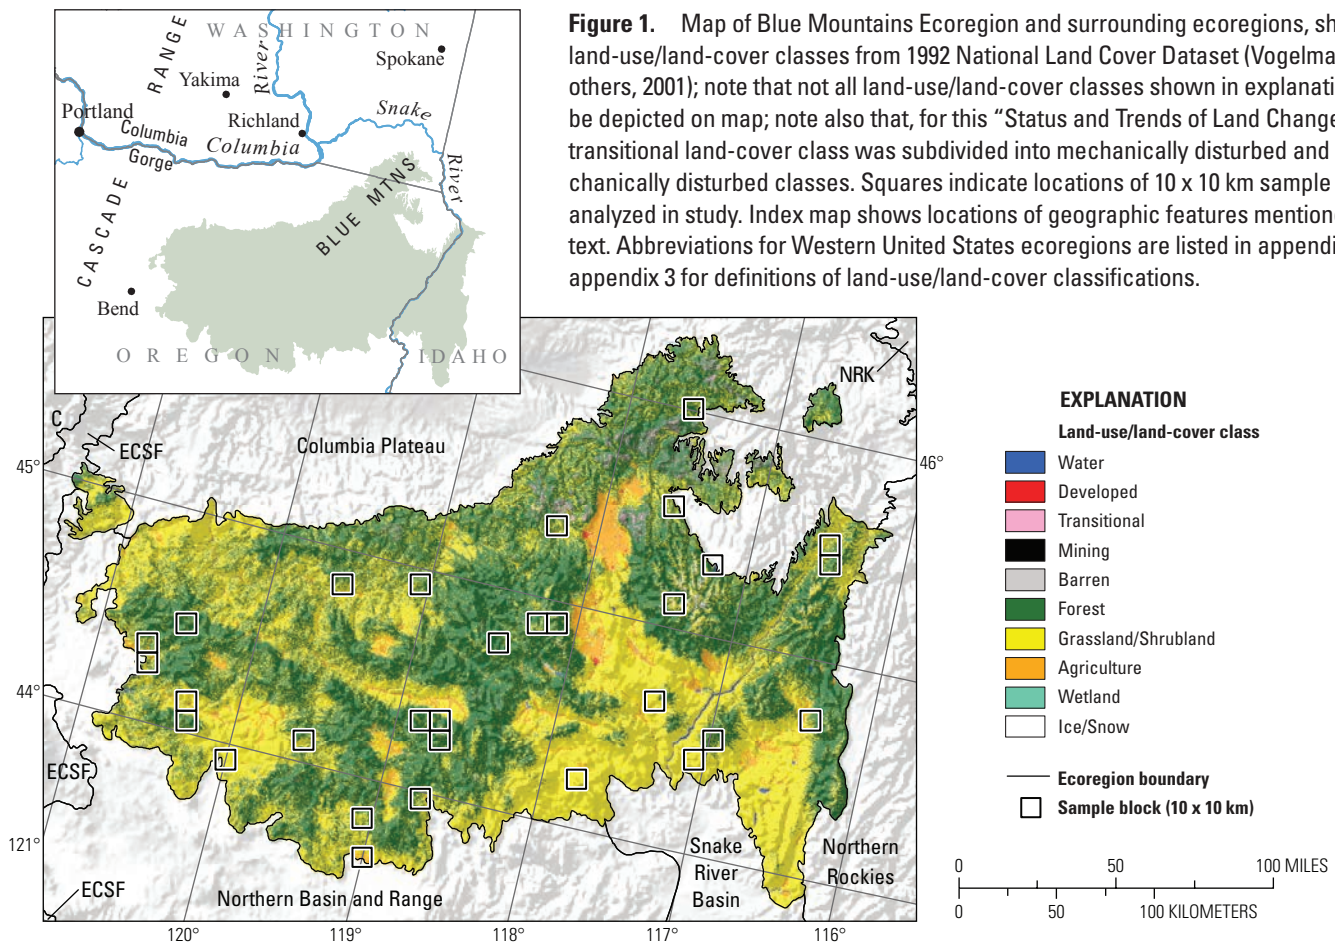 Figure 1. Map of Blue Mountains Ecoregion and surrounding ecoregions, sh
land-use/land-cover classes from 1992 National Land Cover Dataset (Vogelma
others, 2001); note that not all land-use/land-cover classes shown in explanati
be depicted on map; note also that, for this “Status and Trends of Land Change
transitional land-cover class was subdivided into mechanically disturbed and
chanically disturbed classes. Squares indicate locations of 10 x 10 km sample
analyzed in study. Index map shows locations of geographic features mention
text. Abbreviations for Western United States ecoregions are listed in appendi
appendix 3 for definitions of land-use/land-cover classifications.
WASHINGTON
RANGE
River
Spokane
Yakima
Snake
Portland
Richland
Columbia
Gorge
Columbia
River
CASCADE
BLUE MTNS
Bend
OREGON
IDAHO
NRK
C
ECSF
Columbia Plateau
45°
46°
44°
ECSF
121°
ECSF
Northern Basin and Range
Snake
River
Basin
Northern
Rockies
120°
119°
118°
117°
116°
EXPLANATION
Land-use/land-cover class
Water
Developed
Transitional
Mining
Barren
Forest
Grassland/Shrubland
Agriculture
Wetland
Ice/Snow
Ecoregion boundary
Sample block (10 x 10 km)
0 50 100 MILES
0 50 100 KILOMETERS